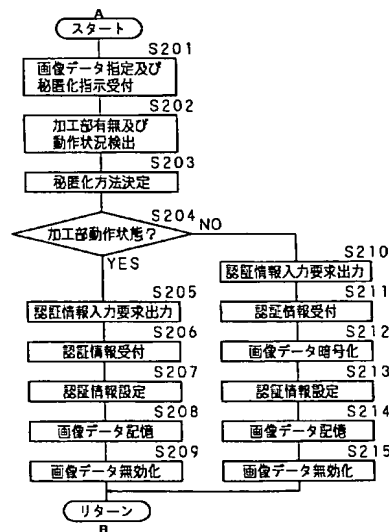 A
スタート
S201
画像データ指定及び
秘匿化指示受付
S202
加工部有無及び
動作状況検出
S203
秘匿化方法決定
S204
加工部動作状態?
NO
YES
S205
認証情報入力要求出力
S206
認証情報受付
S207
認証情報設定
S208
画像データ記憶
S209
画像データ無効化
S210
認証情報入力要求出力
S211
認証情報受付
S212
画像データ暗号化
S213
認証情報設定
S214
画像データ記憶
S215
画像データ無効化
リターン
B